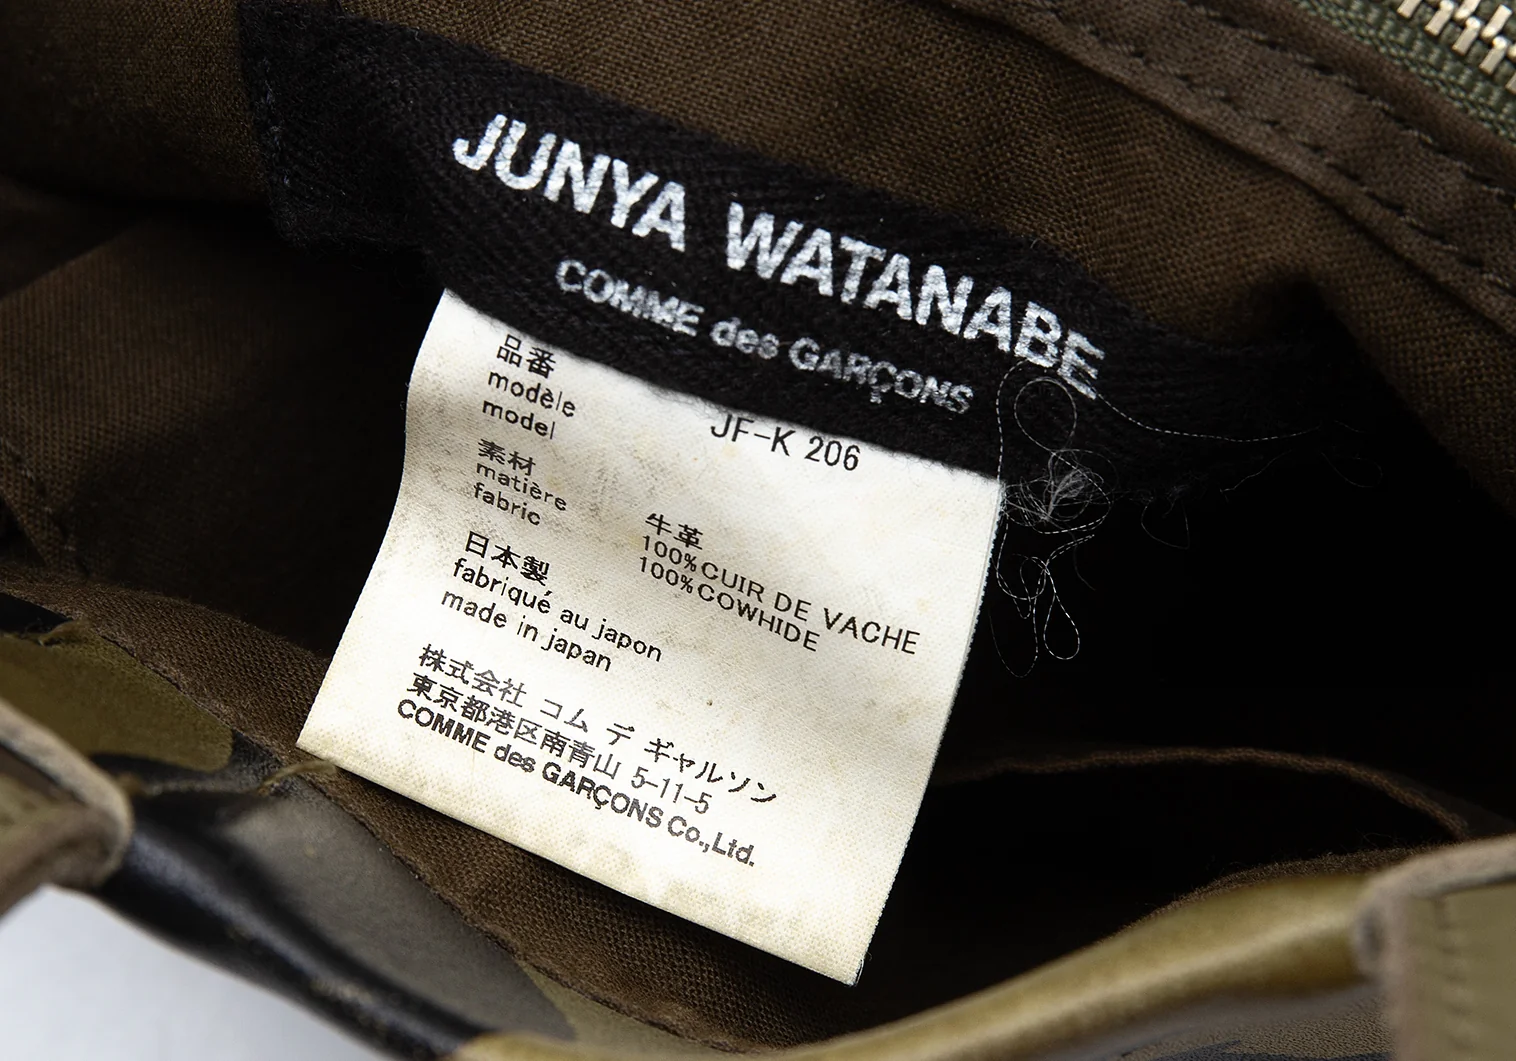 JUNYA WATANABE
COMME des GARÇONS
品番
modèle
model
JF-K 206
素材
matière
fabric
牛革
100%CUIR DE VACHE
100%COWHIDE
日本製
fabriqué au japon
made in japan
株式会社 コム デ ギャルソン
東京都港区南青山 5-11-5
COMME des GARÇONS Co.,Ltd.